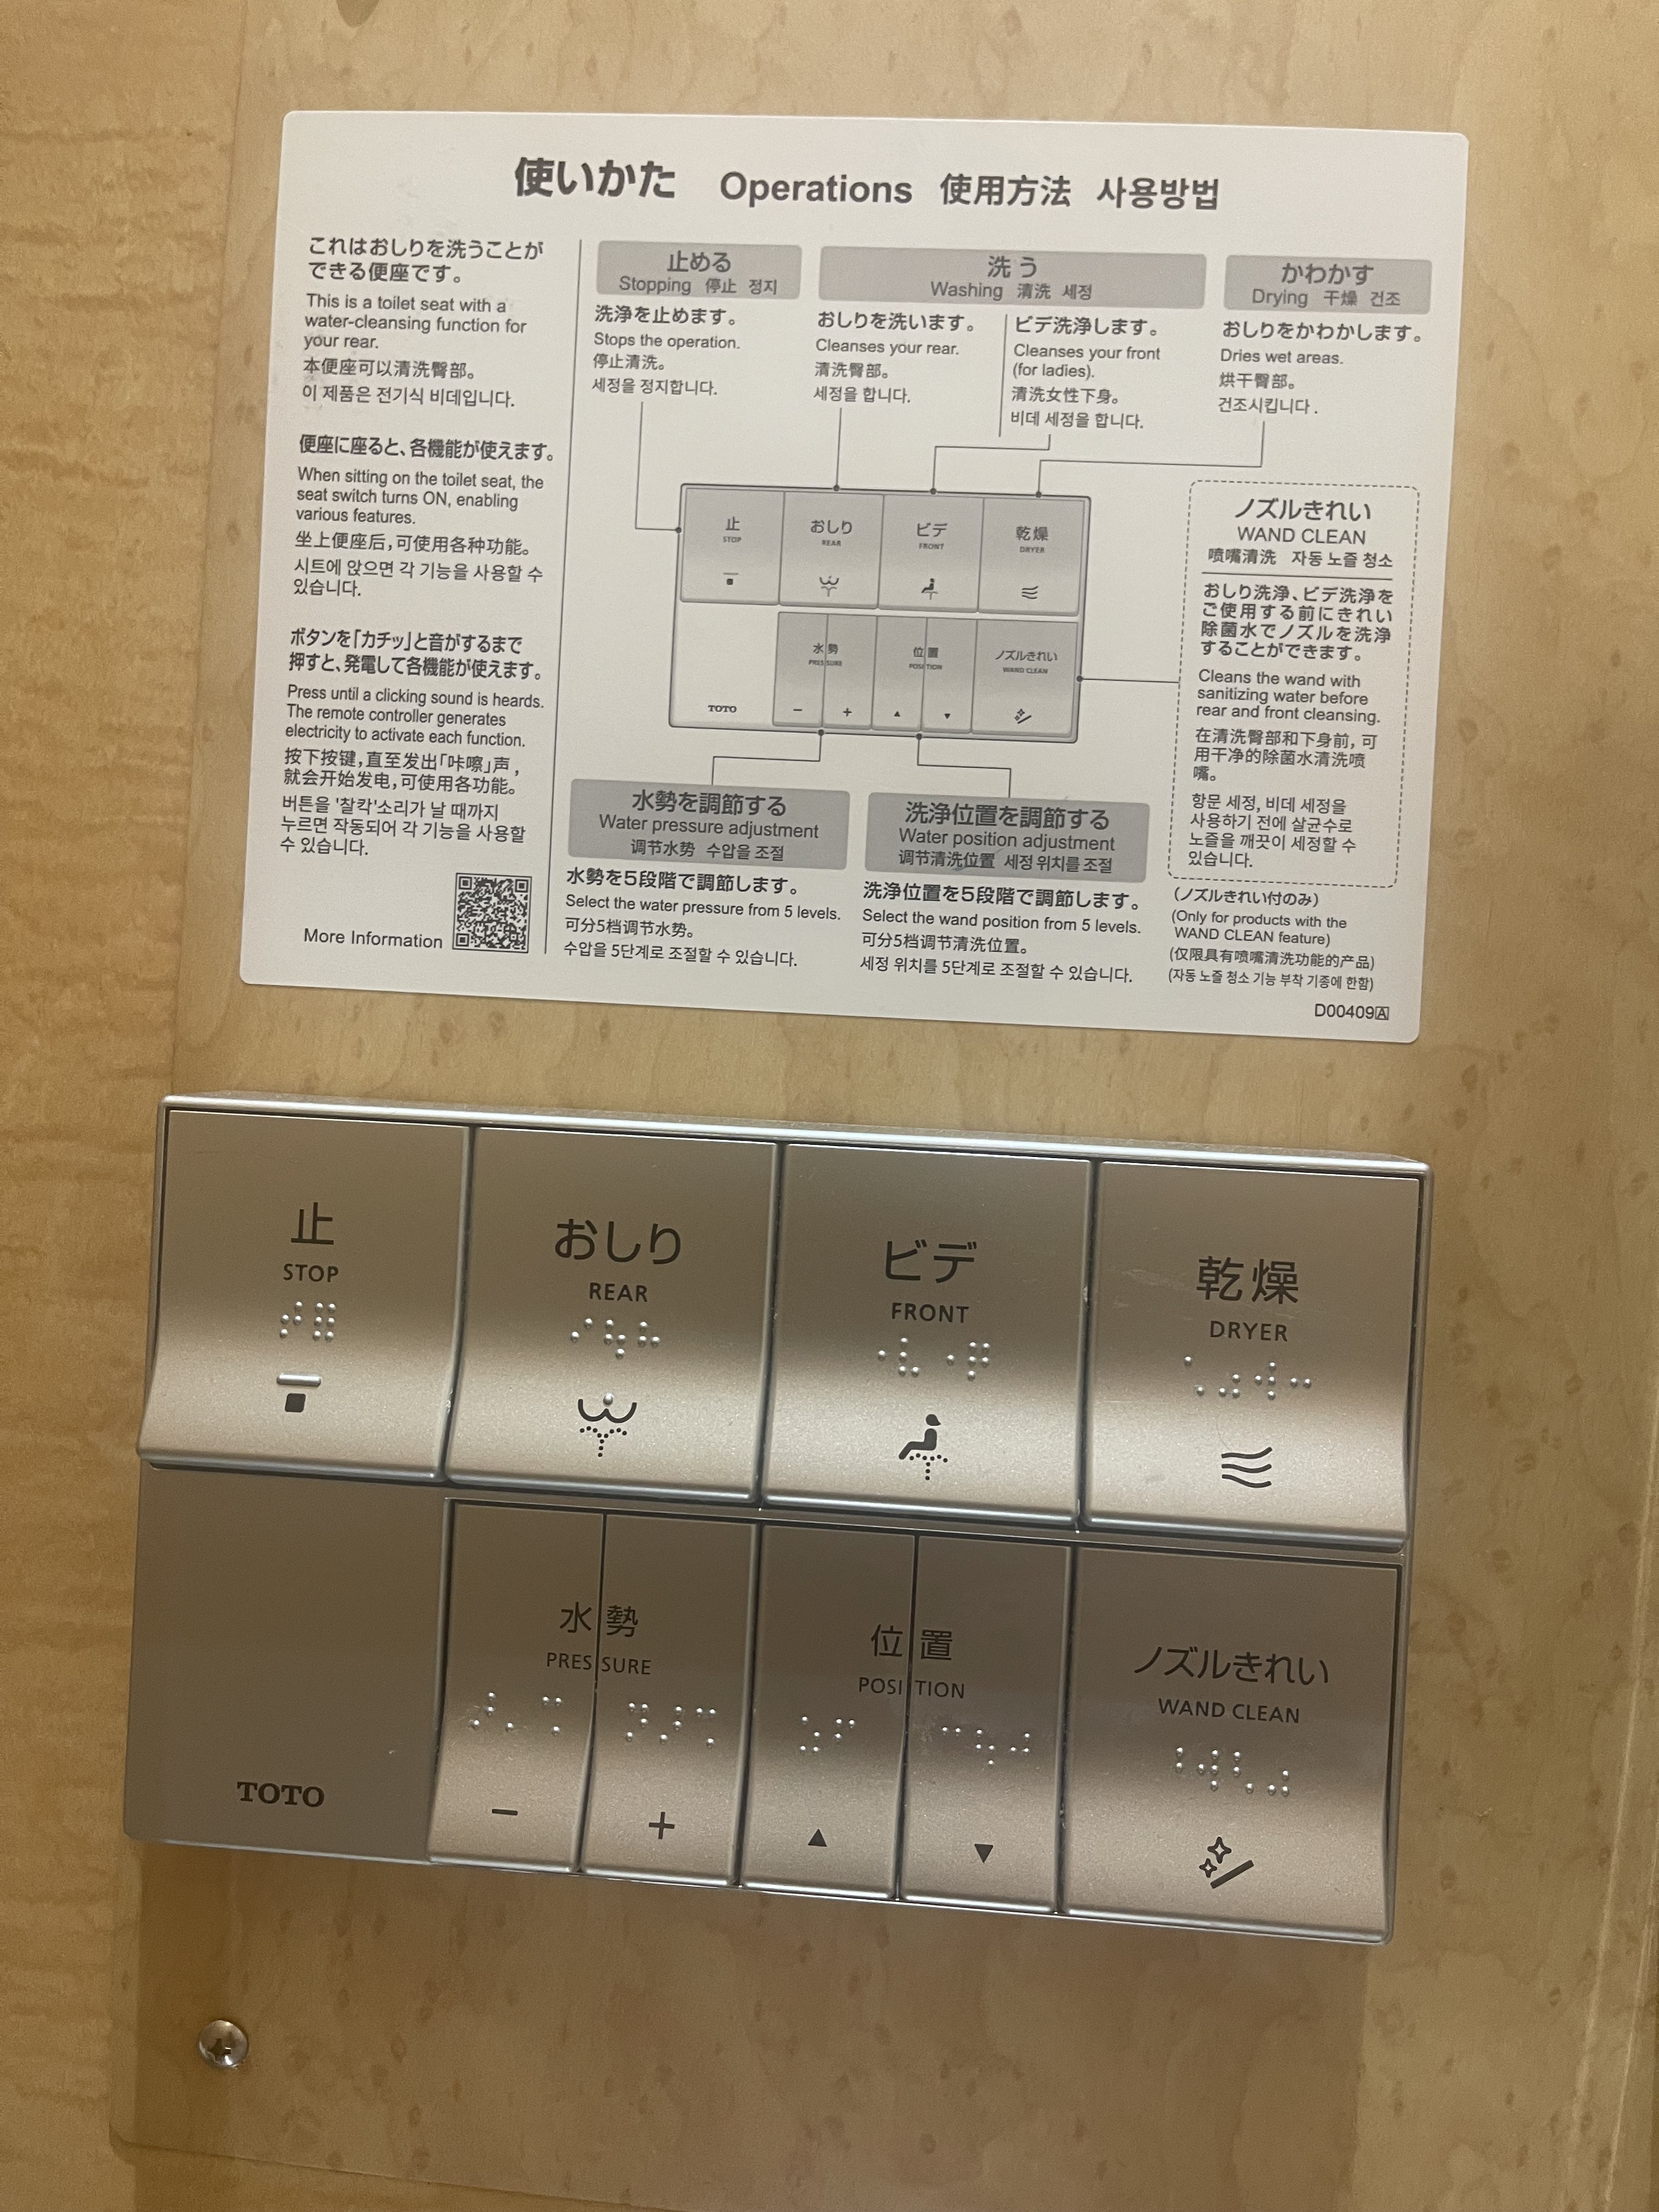 使いかた Operations 使用方法 사용방법
これはおしりを洗うことが
できる便座です。
This is a toilet seat with a
water-cleansing function for
your rear.
本便座可以清洗臀部。
이 제품은 전기식 비데입니다.
便座に座ると、各機能が使えます。
When sitting on the toilet seat, the
seat switch turns ON, enabling
various features.
坐上便座后,可使用各种功能。
시트에 앉으면 각 기능을 사용할 수
있습니다.
ボタンを「カチッ」と音がするまで
押すと、発電して各機能が使えます。
Press until a clicking sound is heards.
The remote controller generates
electricity to activate each function.
按下按键,直至发出「咔嚓」声,
就会开始发电,可使用各功能。
버튼을 '찰칵'소리가 날 때까지
누르면 작동되어 각 기능을 사용할
수 있습니다.
More Information
止める
Stopping 停止 정지
洗浄を止めます。
Stops the operation.
停止清洗。
세정을 정지합니다.
洗う
Washing 清洗 세정
おしりを洗います。
Cleanses your rear.
清洗臀部。
세정을 합니다.
ビデ洗浄します。
Cleanses your front
(for ladies).
清洗女性下身。
비데 세정을 합니다.
かわかす
Drying 干燥 건조
おしりをかわかします。
Dries wet areas.
烘干臀部。
건조시킵니다.
止
STOP
おしり
REAR
ビデ
FRONT
乾燥
DRYER
水勢
PRESSURE
位置
POSITION
ノズルきれい
WAND CLEAN
TOTO
− + ▲ ▼
ノズルきれい
WAND CLEAN
喷嘴清洗 자동 노즐 청소
おしり洗浄、ビデ洗浄を
ご使用する前にきれい
除菌水でノズルを洗浄
することができます。
Cleans the wand with
sanitizing water before
rear and front cleansing.
在清洗臀部和下身前,可
用干净的除菌水清洗喷
嘴。
항문 세정, 비데 세정을
사용하기 전에 살균수로
노즐을 깨끗이 세정할 수
있습니다.
(ノズルきれい付のみ)
(Only for products with the
WAND CLEAN feature)
(仅限具有喷嘴清洗功能的产品)
(자동 노즐 청소 기능 부착 기종에 한함)
水勢を調節する
Water pressure adjustment
调节水势 수압을 조절
水勢を5段階で調節します。
Select the water pressure from 5 levels.
可分5档调节水势。
수압을 5단계로 조절할 수 있습니다.
洗浄位置を調節する
Water position adjustment
调节清洗位置 세정 위치를 조절
洗浄位置を5段階で調節します。
Select the wand position from 5 levels.
可分5档调节清洗位置。
세정 위치를 5단계로 조절할 수 있습니다.
D00409A
止
STOP
おしり
REAR
ビデ
FRONT
乾燥
DRYER
水勢
PRESSURE
− +
位置
POSITION
▲ ▼
ノズルきれい
WAND CLEAN
TOTO